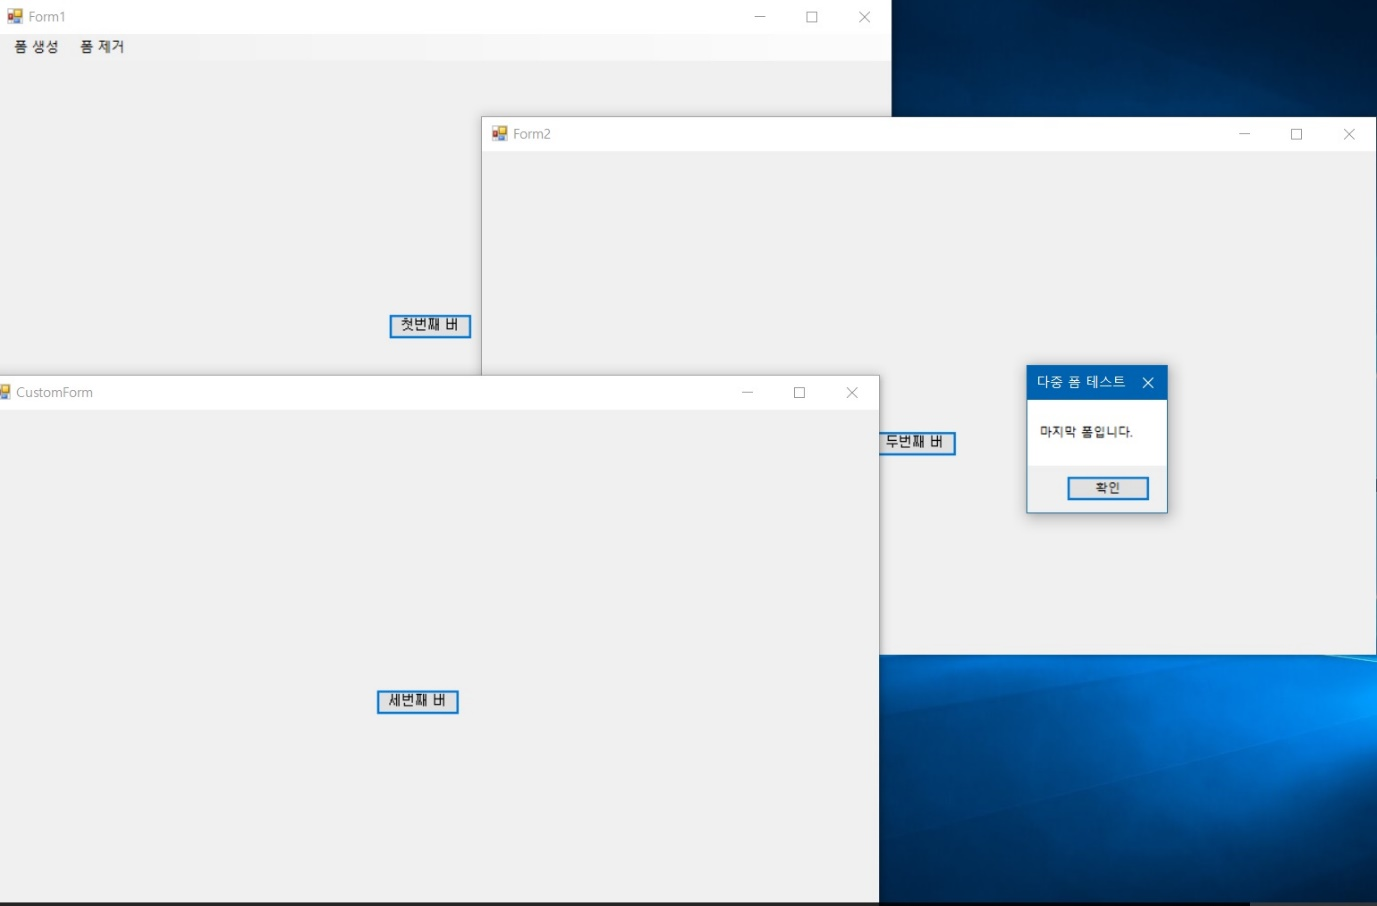 Form1
폼 생성 폼 제거
Form2
첫번째 버
CustomForm
다중 폼 테스트
마지막 폼입니다.
두번째 버
확인
세번째 버